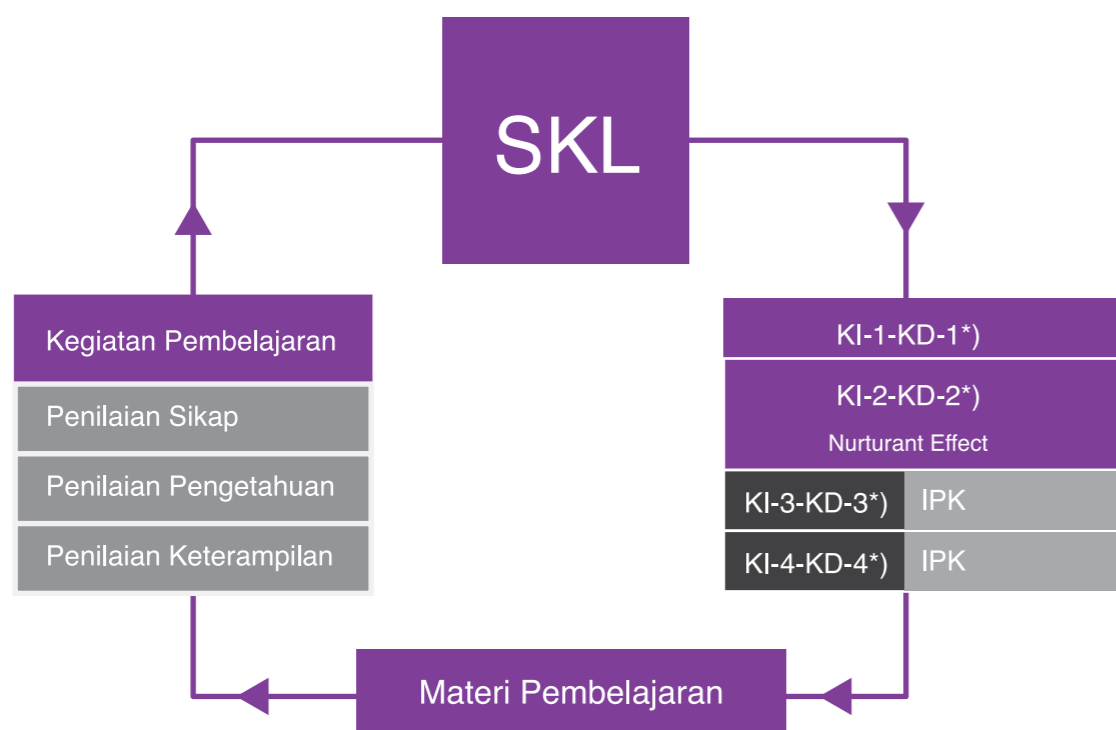 SKL
Kegiatan Pembelajaran
Penilaian Sikap
Penilaian Pengetahuan
Penilaian Keterampilan
KI-1-KD-1*)
KI-2-KD-2*)
Nurturant Effect
KI-3-KD-3*) IPK
KI-4-KD-4*) IPK
Materi Pembelajaran